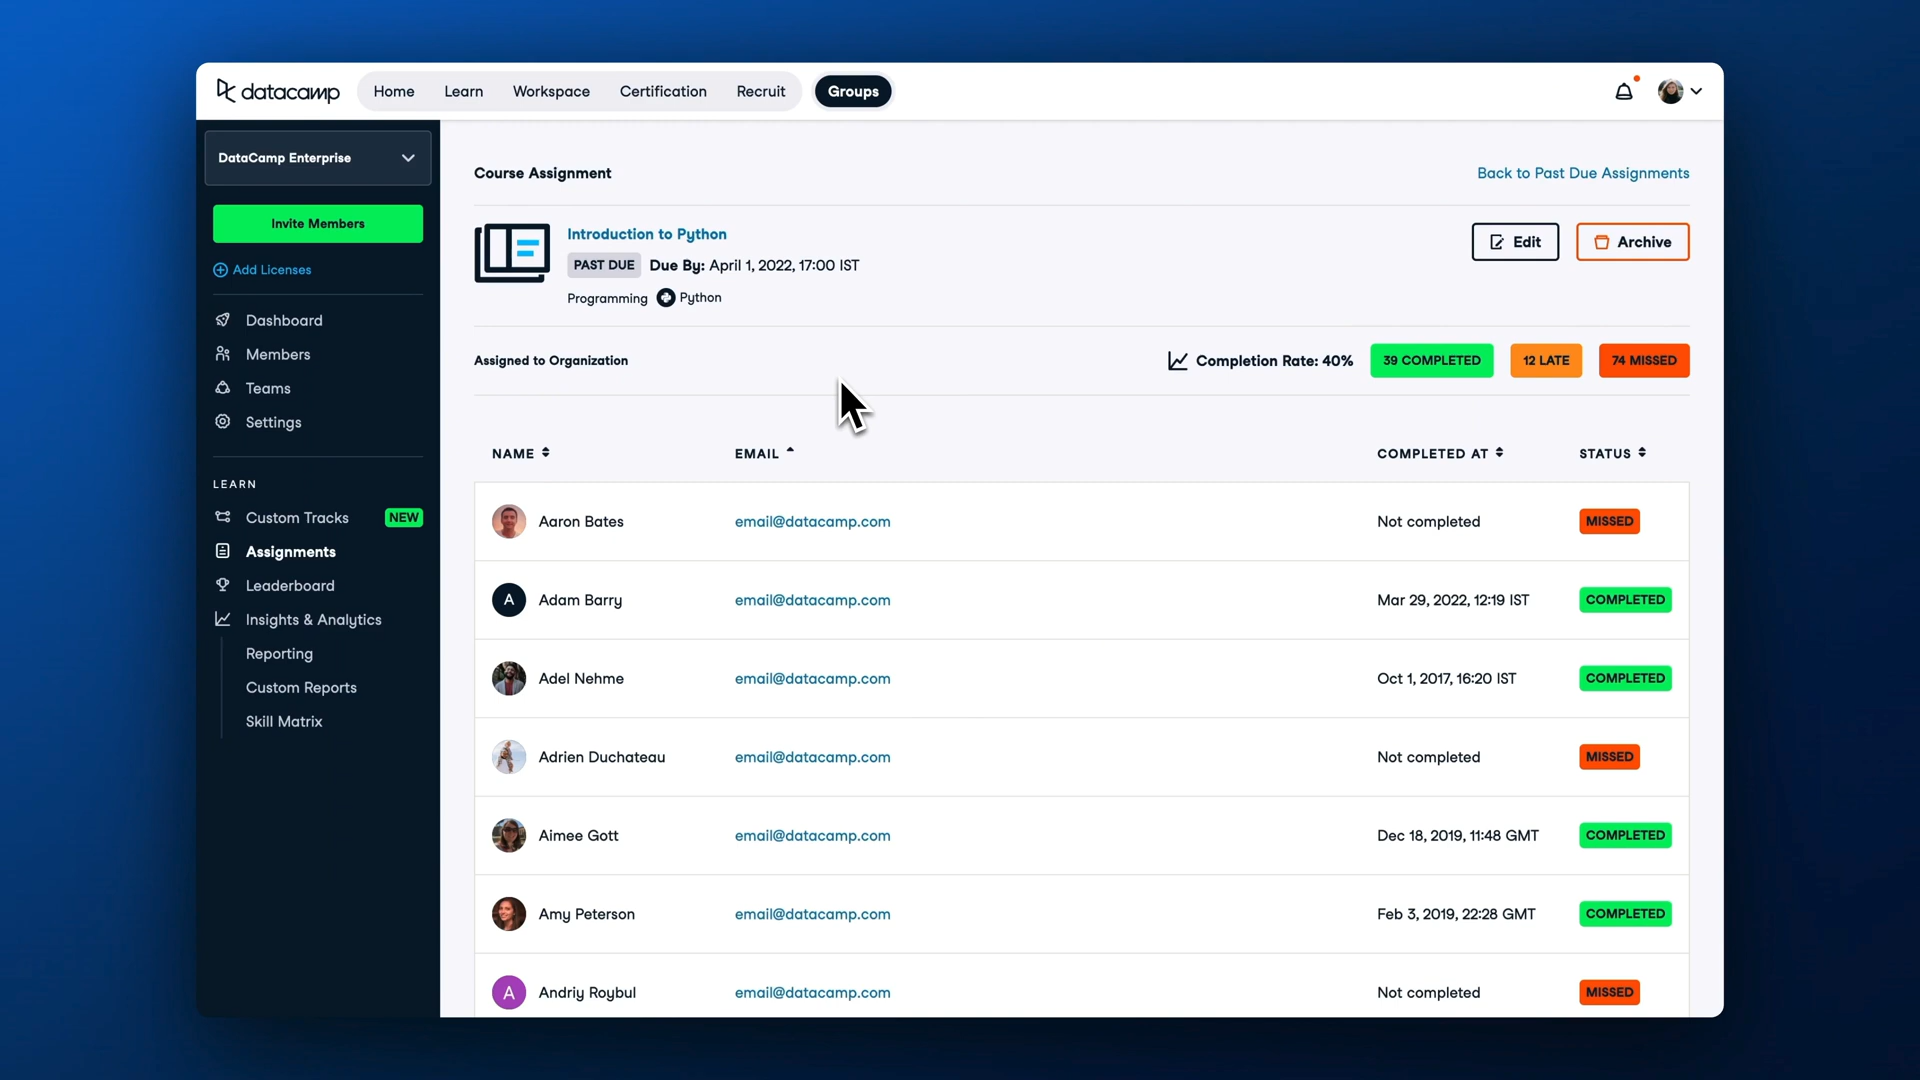 datacamp Home Learn Workspace Certification Recruit Groups
DataCamp Enterprise
Invite Members
Add Licenses
Dashboard
Members
Teams
Settings
LEARN
Custom Tracks NEW
Assignments
Leaderboard
Insights & Analytics
Reporting
Custom Reports
Skill Matrix
Course Assignment Back to Past Due Assignments
Introduction to Python Edit Archive
PAST DUE Due By: April 1, 2022, 17:00 IST
Programming Python
Assigned to Organization Completion Rate: 40% 39 COMPLETED 12 LATE 74 MISSED
NAME EMAIL COMPLETED AT STATUS
Aaron Bates email@datacamp.com Not completed MISSED
A Adam Barry email@datacamp.com Mar 29, 2022, 12:19 IST COMPLETED
Adel Nehme email@datacamp.com Oct 1, 2017, 16:20 IST COMPLETED
Adrien Duchateau email@datacamp.com Not completed MISSED
Aimee Gott email@datacamp.com Dec 18, 2019, 11:48 GMT COMPLETED
Amy Peterson email@datacamp.com Feb 3, 2019, 22:28 GMT COMPLETED
A Andriy Roybul email@datacamp.com Not completed MISSED